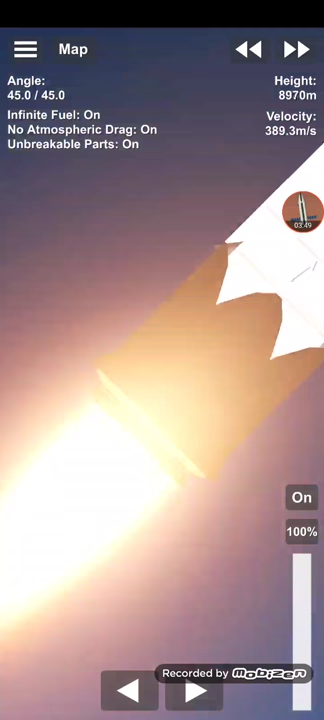 Map
Angle:
45.0 / 45.0
Infinite Fuel: On
No Atmospheric Drag: On
Unbreakable Parts: On
Height:
8970m
Velocity:
389.3m/s
03:49
On
100%
Recorded by mobizen